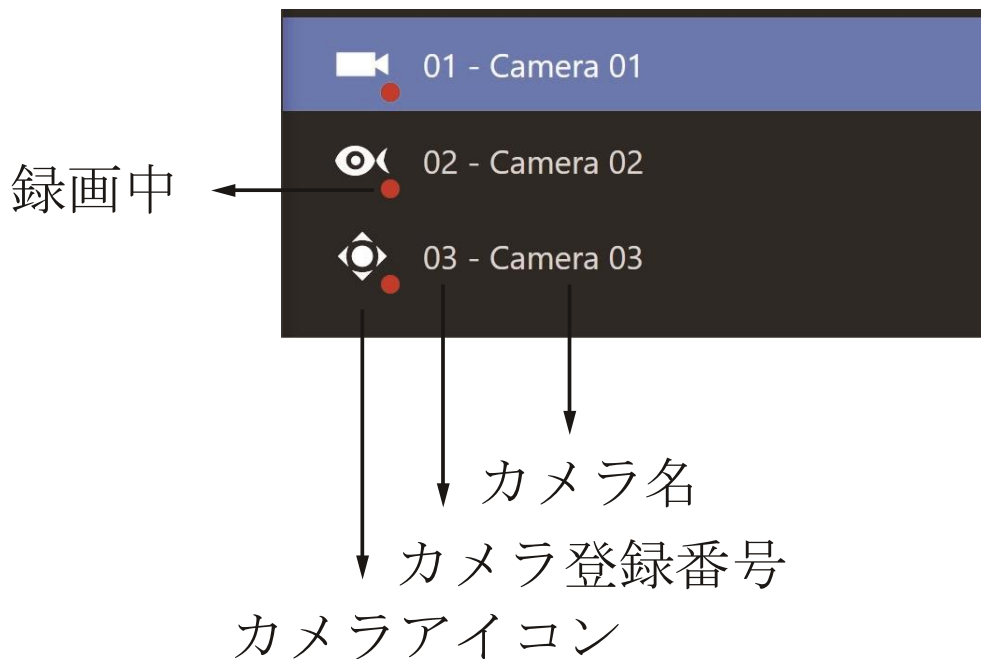 01 - Camera 01
02 - Camera 02
録画中
03 - Camera 03
カメラ名
カメラ登録番号
カメラアイコン